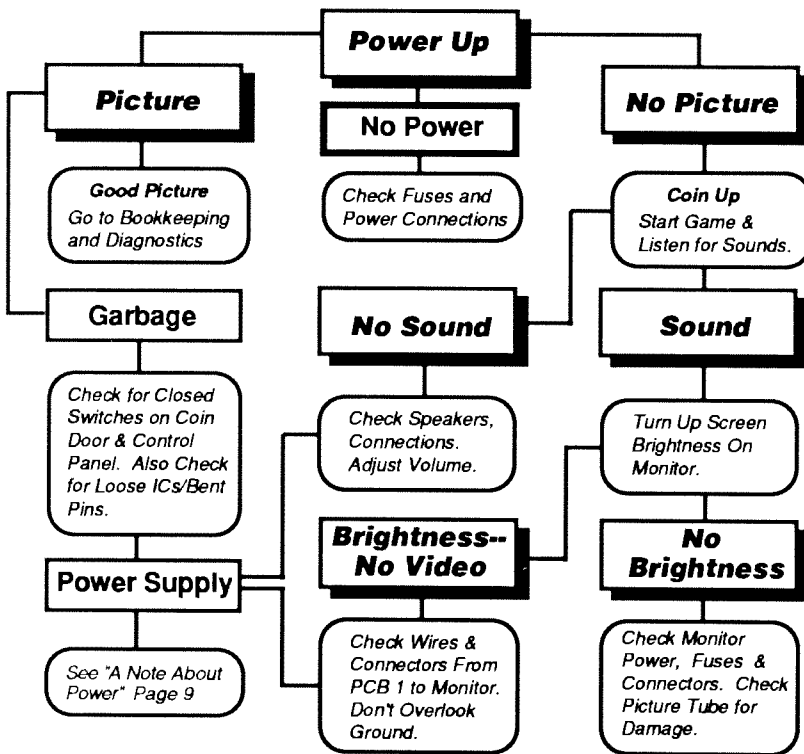 Power Up
Picture
No Power
No Picture
Good Picture
Go to Bookkeeping
and Diagnostics
Check Fuses and
Power Connections
Coin Up
Start Game &
Listen for Sounds.
Garbage
No Sound
Sound
Check for Closed
Switches on Coin
Door & Control
Panel. Also Check
for Loose ICs/Bent
Pins.
Check Speakers,
Connections.
Adjust Volume.
Turn Up Screen
Brightness On
Monitor.
Power Supply
Brightness--
No Video
No
Brightness
See "A Note About
Power" Page 9
Check Wires &
Connectors From
PCB 1 to Monitor.
Don't Overlook
Ground.
Check Monitor
Power, Fuses &
Connectors. Check
Picture Tube for
Damage.